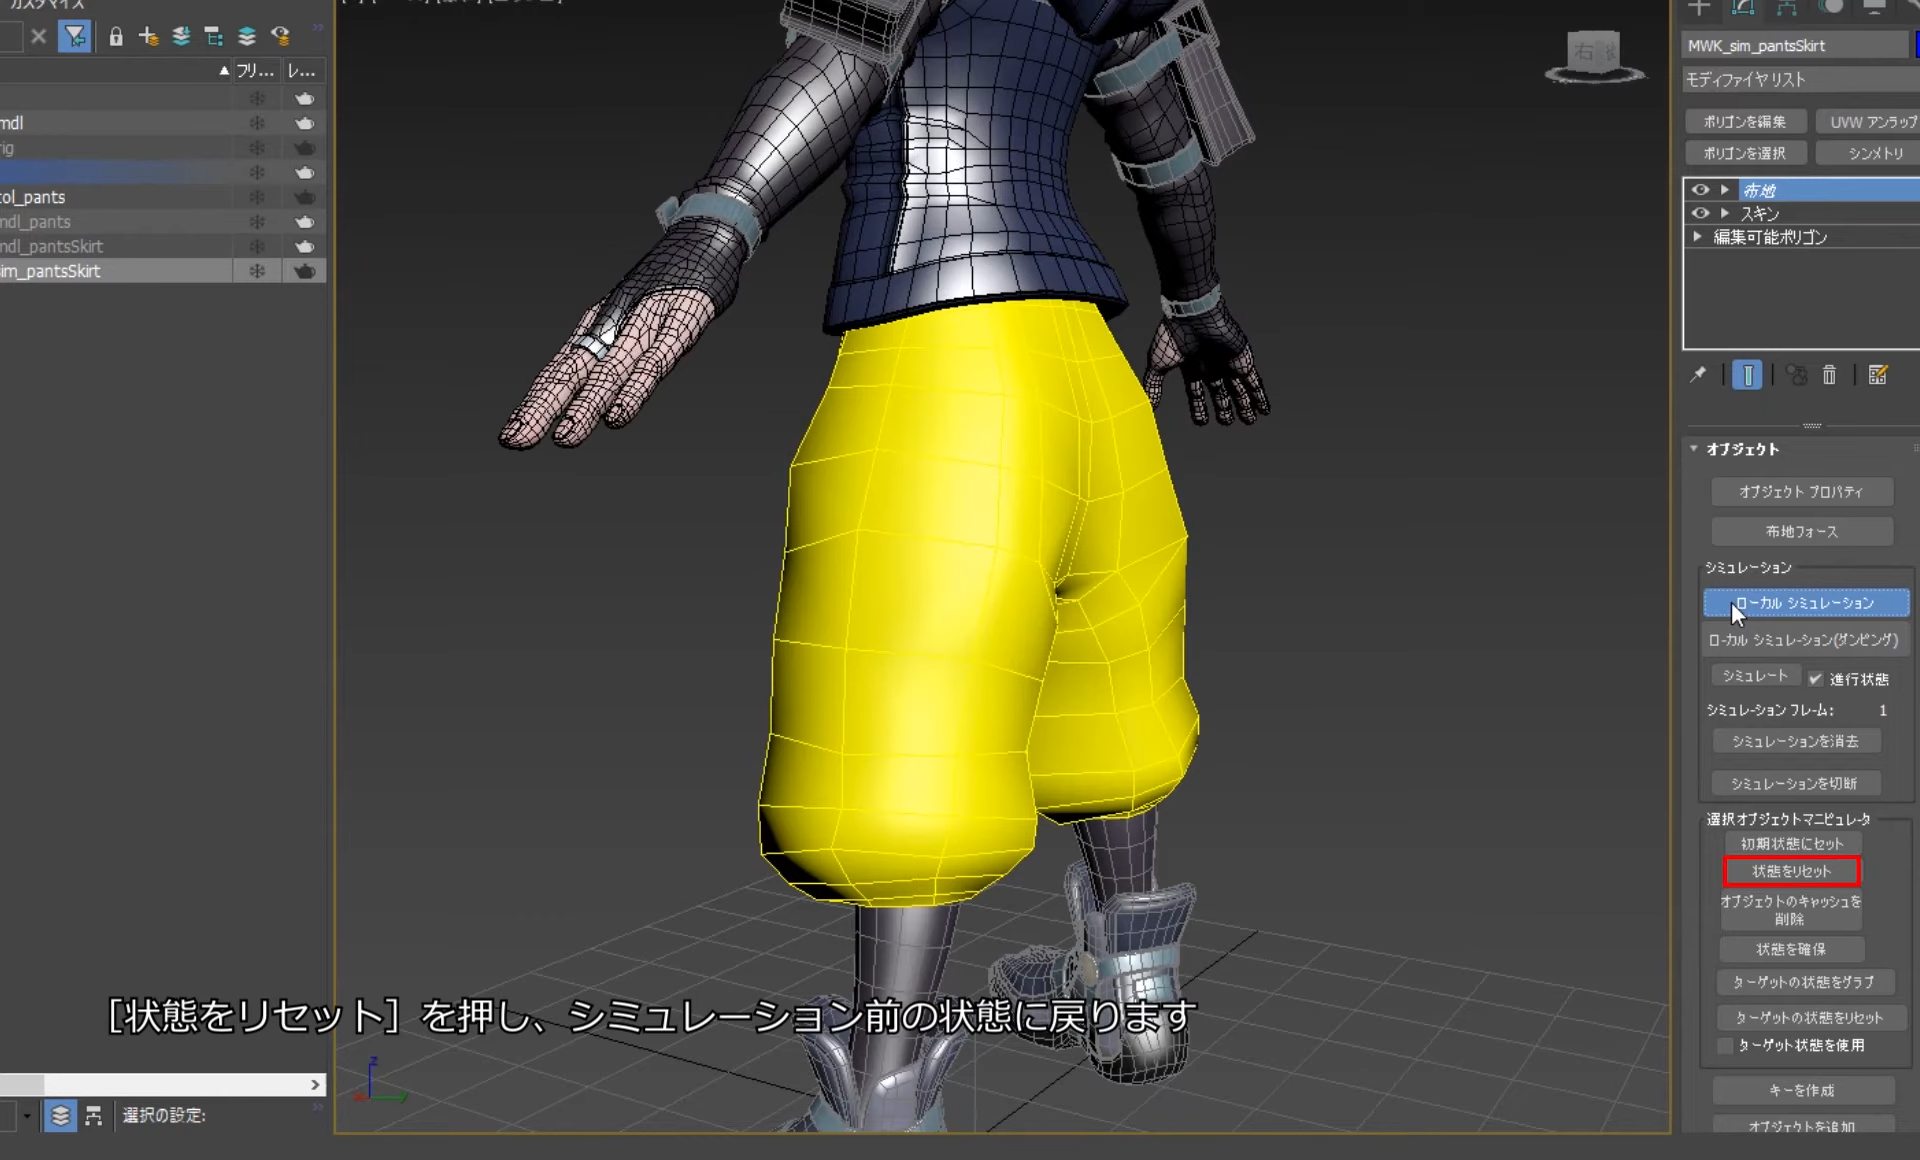 カスタマイズ
フリ...
レ...
mdl
rig
col_pants
mdl_pants
mdl_pantsSkirt
sim_pantsSkirt
選択の設定:
右
[状態をリセット] を押し、シミュレーション前の状態に戻ります
MWK_sim_pantsSkirt
モディファイヤ リスト
ポリゴンを編集
UVW アンラップ
ポリゴンを選択
シンメトリ
布地
スキン
編集可能ポリゴン
オブジェクト
オブジェクト プロパティ
布地フォース
シミュレーション
ローカル シミュレーション
ローカル シミュレーション(ダンピング)
シミュレート
進行状態
シミュレーション フレーム: 1
シミュレーションを消去
シミュレーションを切断
選択オブジェクトマニピュレータ
初期状態にセット
状態をリセット
オブジェクトのキャッシュを
削除
状態を確保
ターゲットの状態をグラブ
ターゲットの状態をリセット
ターゲット状態を使用
キーを作成
オブジェクトを追加